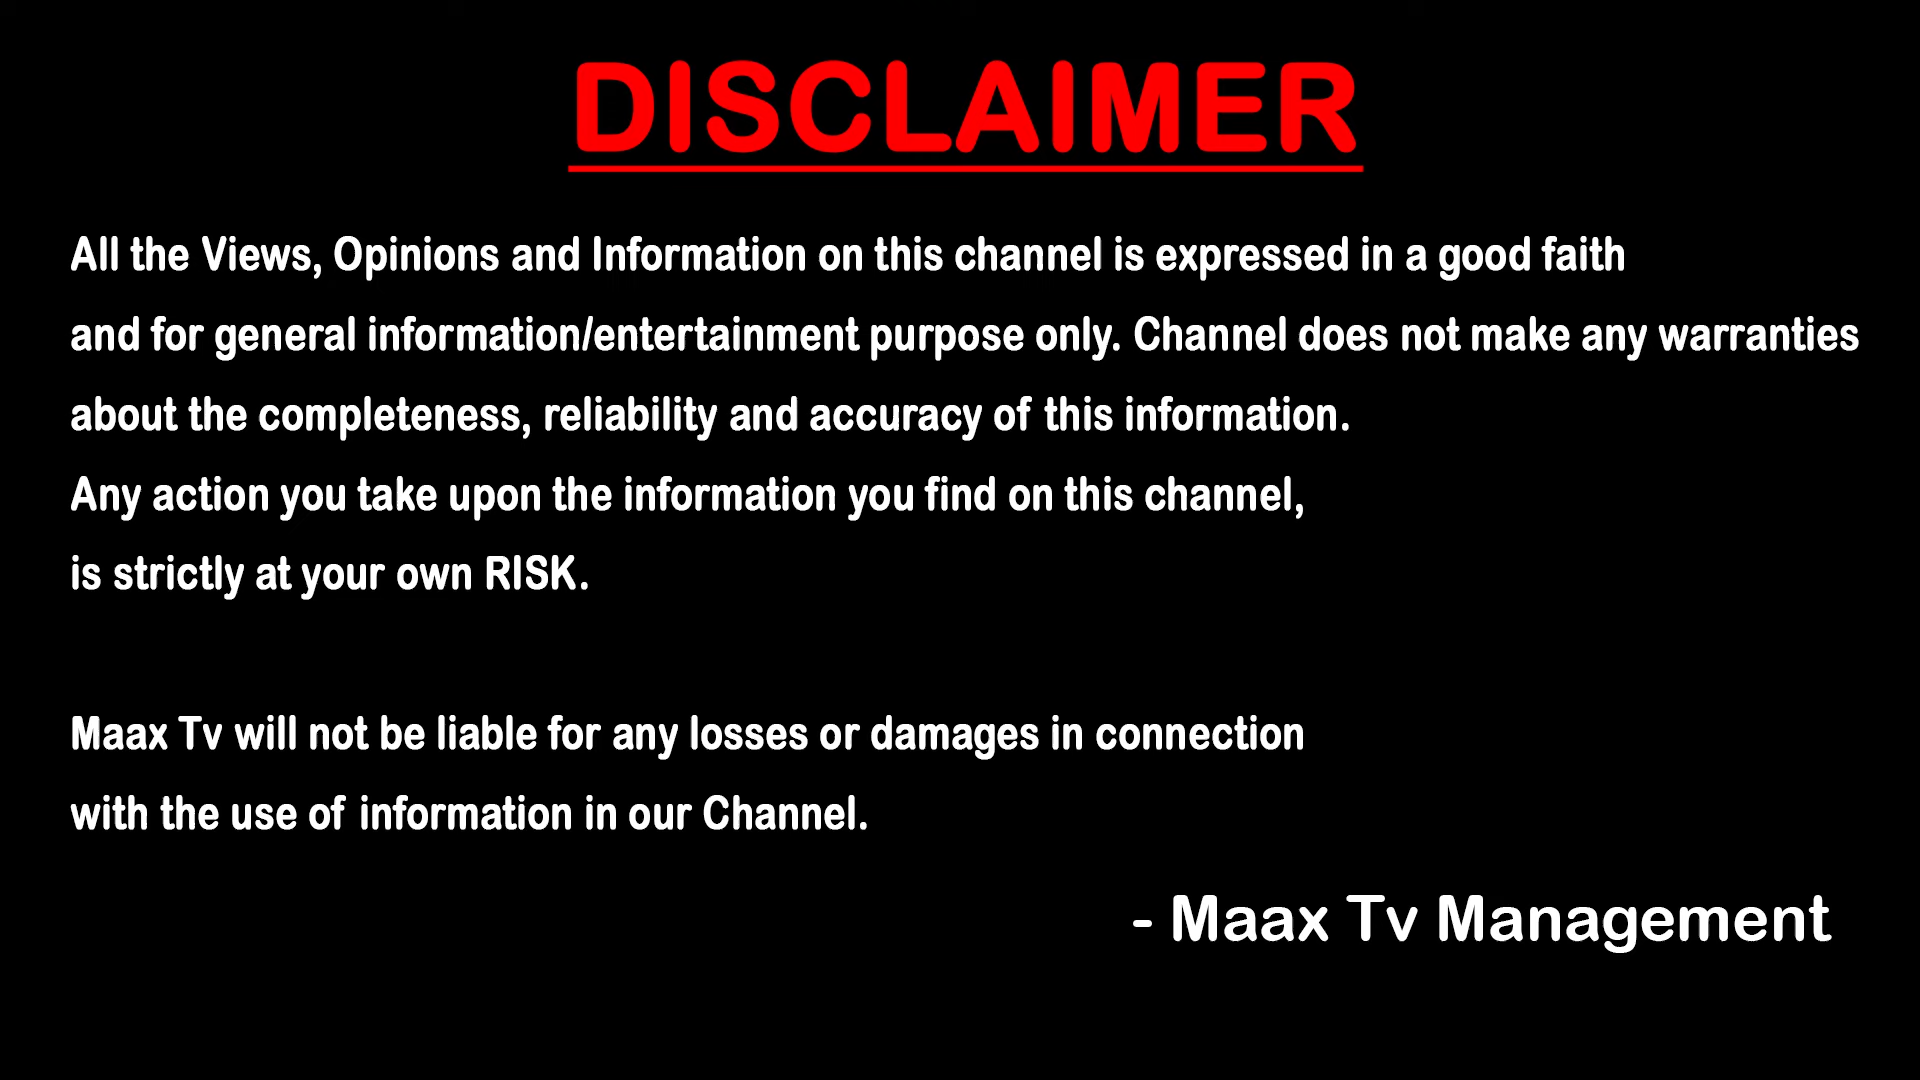 DISCLAIMER
All the Views, Opinions and Information on this channel is expressed in a good faith
and for general information/entertainment purpose only. Channel does not make any warranties
about the completeness, reliability and accuracy of this information.
Any action you take upon the information you find on this channel,
is strictly at your own RISK.
Maax Tv will not be liable for any losses or damages in connection
with the use of information in our Channel.
- Maax Tv Management